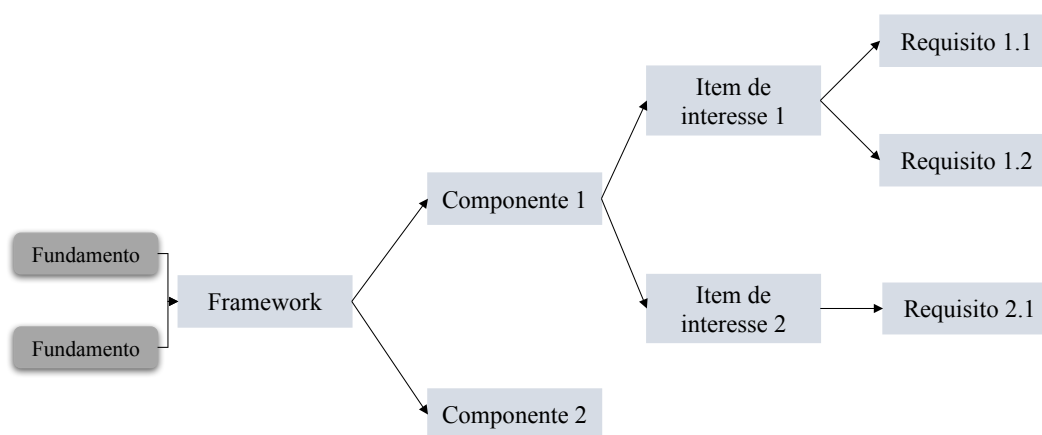 Requisito 1.1
Item de
interesse 1
Requisito 1.2
Componente 1
Fundamento
Framework
Item de
interesse 2
Requisito 2.1
Fundamento
Componente 2